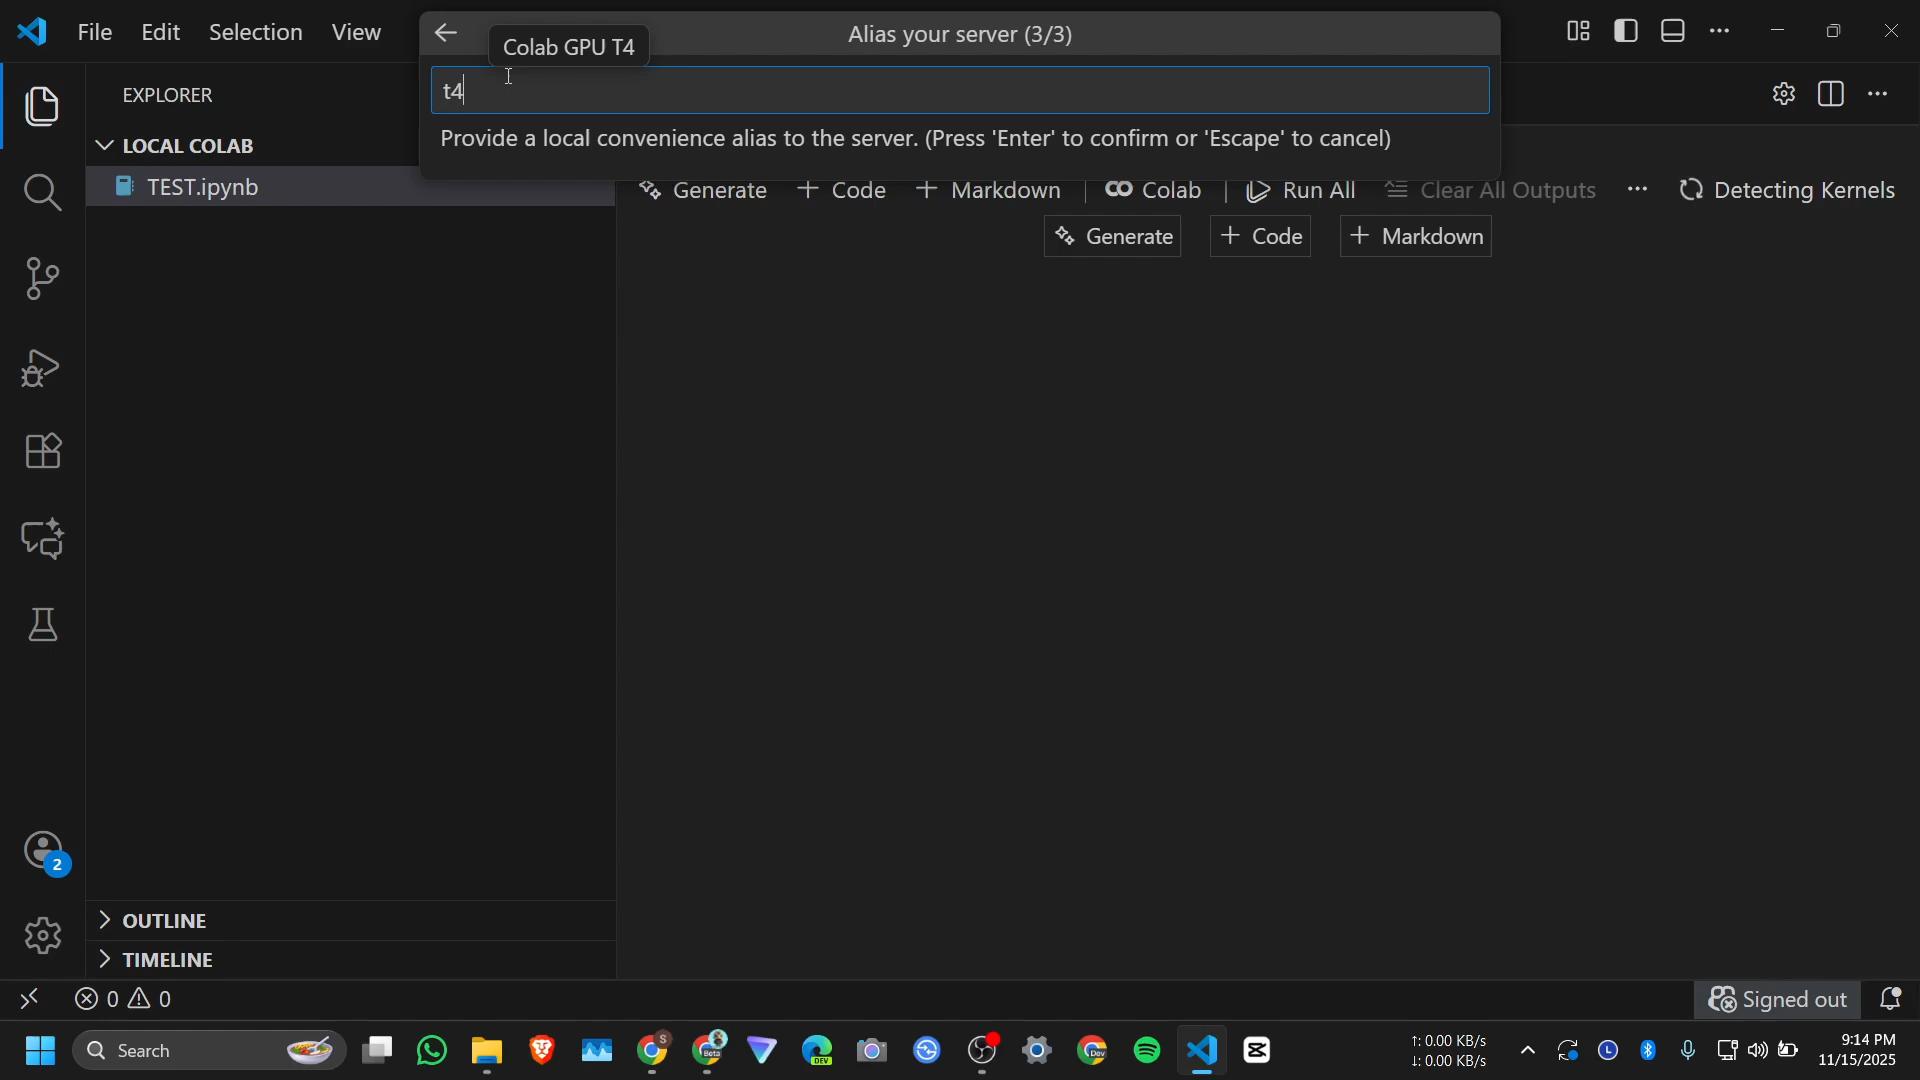 File Edit Selection View
Alias your server (3/3)
Colab GPU T4
t4
Provide a local convenience alias to the server. (Press 'Enter' to confirm or 'Escape' to cancel)
EXPLORER
LOCAL COLAB
TEST.ipynb
Generate Code Markdown Colab Run All Clear All Outputs Detecting Kernels
Generate Code Markdown
2
OUTLINE
TIMELINE
0 0
Signed out
Search
S
Beta
DEV
Dev
↑: 0.00 KB/s
↓: 0.00 KB/s
9:14 PM
11/15/2025